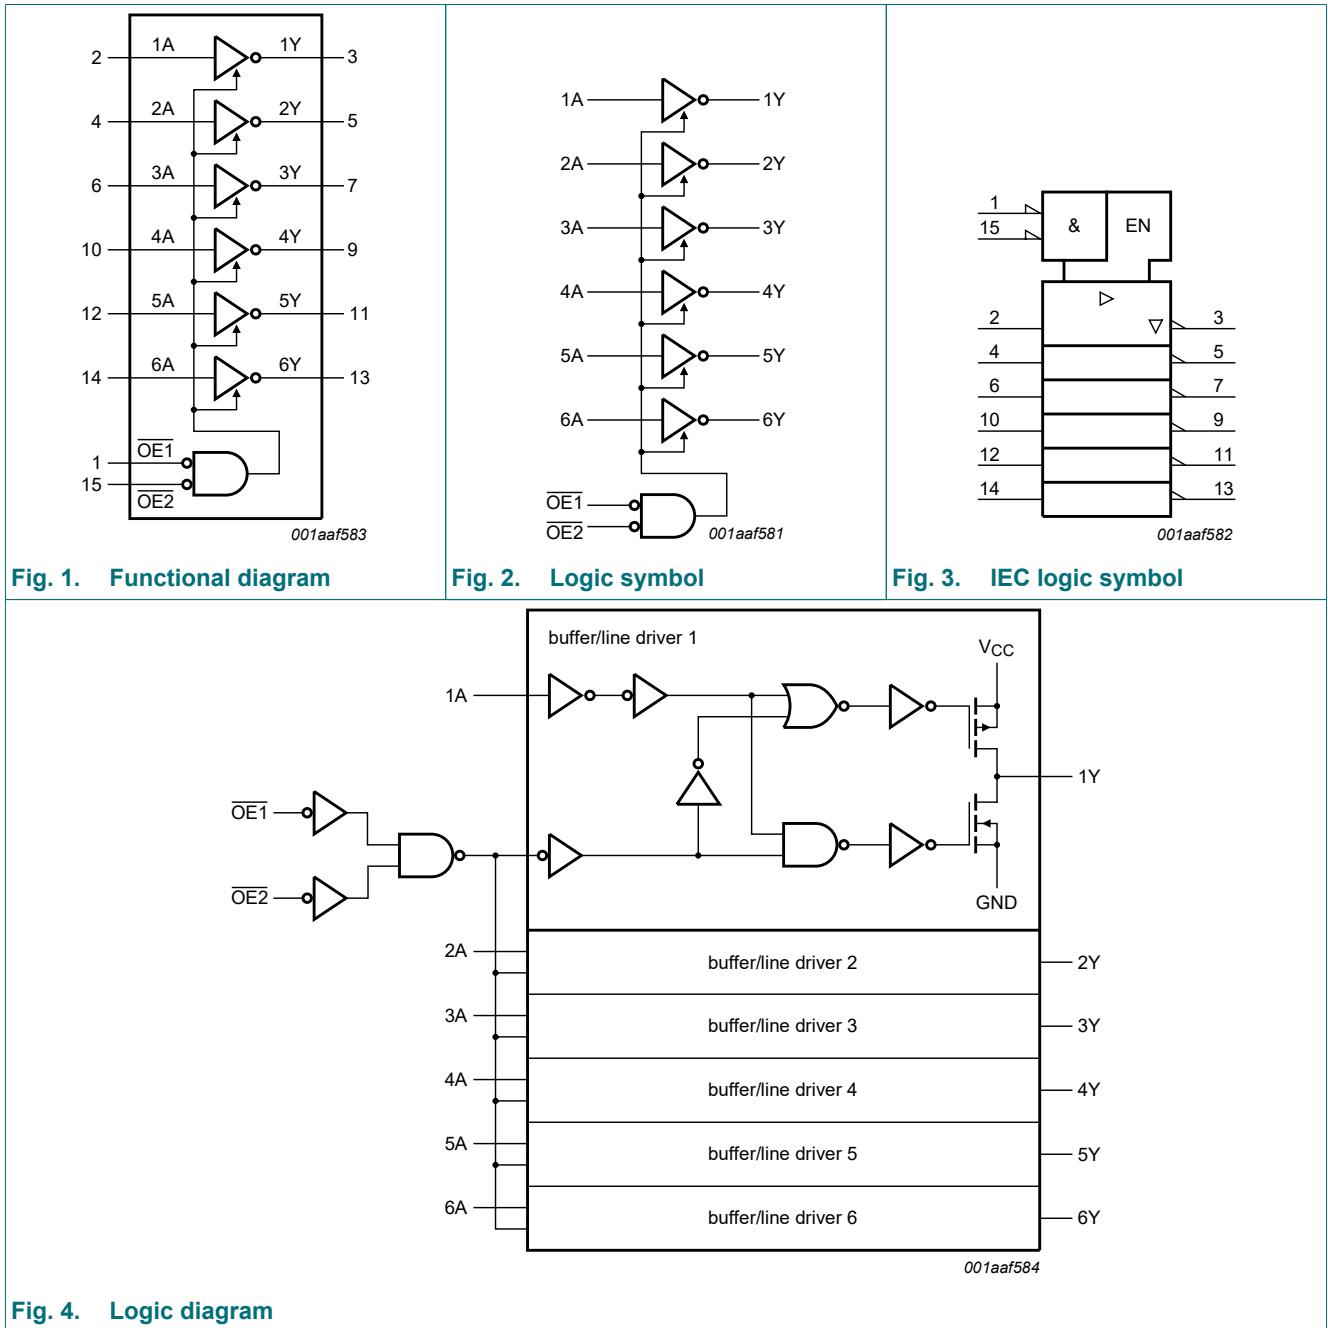 2 1A 1Y 3
4 2A 2Y 5
6 3A 3Y 7
10 4A 4Y 9
12 5A 5Y 11
14 6A 6Y 13
1 OE1
15 OE2
001aaf583
Fig. 1. Functional diagram
1A 1Y
2A 2Y
3A 3Y
4A 4Y
5A 5Y
6A 6Y
OE1
OE2
001aaf581
Fig. 2. Logic symbol
1
15
& EN
2 3
4 5
6 7
10 9
12 11
14 13
001aaf582
Fig. 3. IEC logic symbol
buffer/line driver 1
VCC
1A
1Y
OE1
OE2
GND
2A buffer/line driver 2 2Y
3A buffer/line driver 3 3Y
4A buffer/line driver 4 4Y
5A buffer/line driver 5 5Y
6A buffer/line driver 6 6Y
001aaf584
Fig. 4. Logic diagram